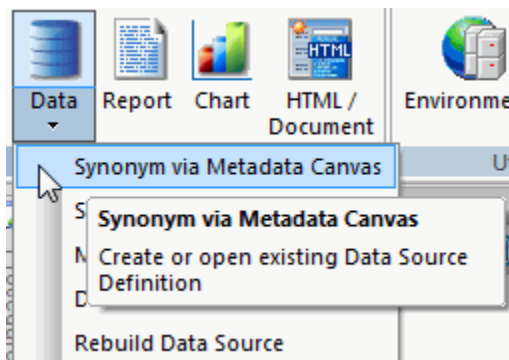 HTML
Data Report Chart HTML / Environme
Document
Synonym via Metadata Canvas
U
S
Synonym via Metadata Canvas
M
Create or open existing Data Source
Definition
D
Rebuild Data Source